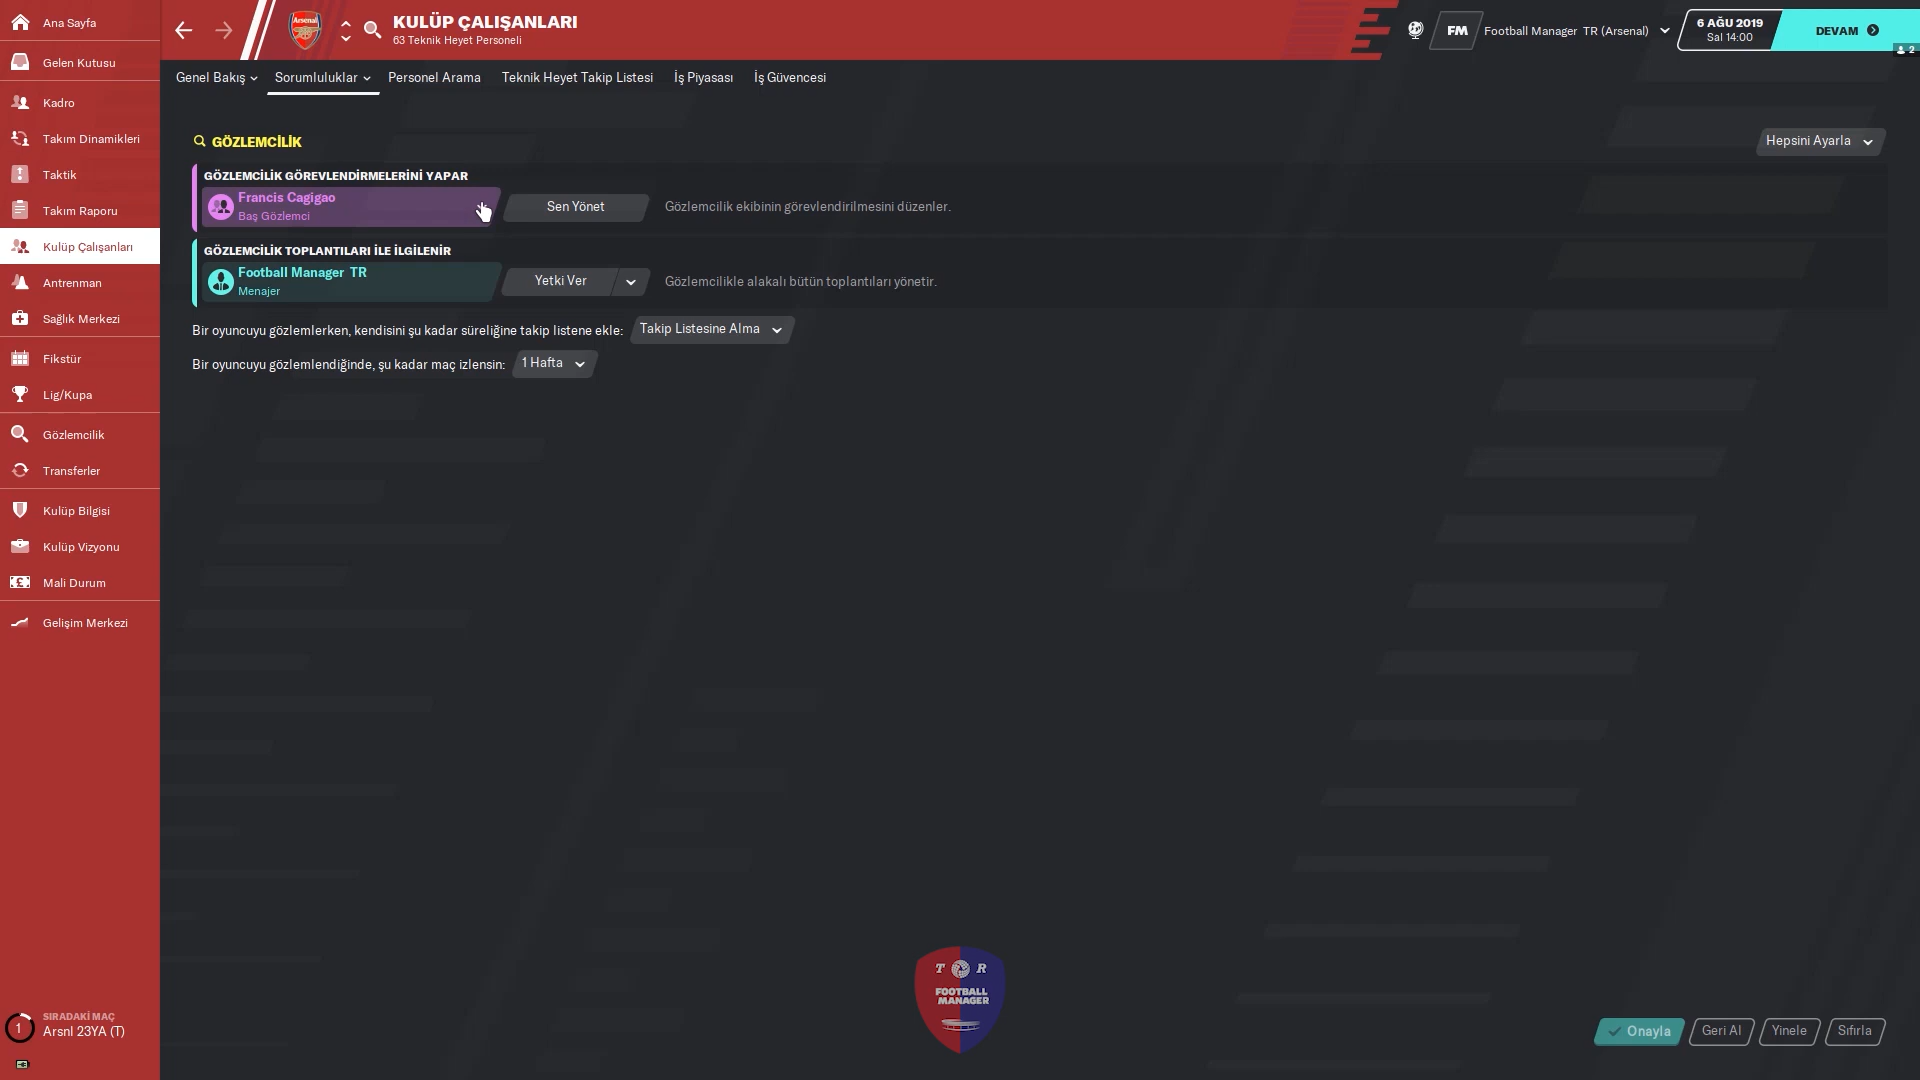 Ana Sayfa
Gelen Kutusu
Kadro
Takım Dinamikleri
Taktik
Takım Raporu
Kulüp Çalışanları
Antrenman
Sağlık Merkezi
Fikstür
Lig/Kupa
Gözlemcilik
Transferler
Kulüp Bilgisi
Kulüp Vizyonu
Mali Durum
Gelişim Merkezi
1
SIRADAKİ MAÇ
Arsnl 23YA (T)
Arsenal
KULÜP ÇALIŞANLARI
63 Teknik Heyet Personeli
FM
Football Manager TR (Arsenal)
6 AĞU 2019
Sal 14:00
DEVAM
2
Genel Bakış
Sorumluluklar
Personel Arama
Teknik Heyet Takip Listesi
İş Piyasası
İş Güvencesi
GÖZLEMCİLİK
Hepsini Ayarla
GÖZLEMCİLİK GÖREVLENDİRMELERİNİ YAPAR
Francis Cagigao
Baş Gözlemci
Sen Yönet
Gözlemcilik ekibinin görevlendirilmesini düzenler.
GÖZLEMCİLİK TOPLANTILARI İLE İLGİLENİR
Football Manager TR
Menajer
Yetki Ver
Gözlemcilikle alakalı bütün toplantıları yönetir.
Bir oyuncuyu gözlemlerken, kendisini şu kadar süreliğine takip listene ekle:
Takip Listesine Alma
Bir oyuncuyu gözlemlendiğinde, şu kadar maç izlensin:
1 Hafta
T R
FOOTBALL
MANAGER
Onayla
Geri Al
Yinele
Sıfırla